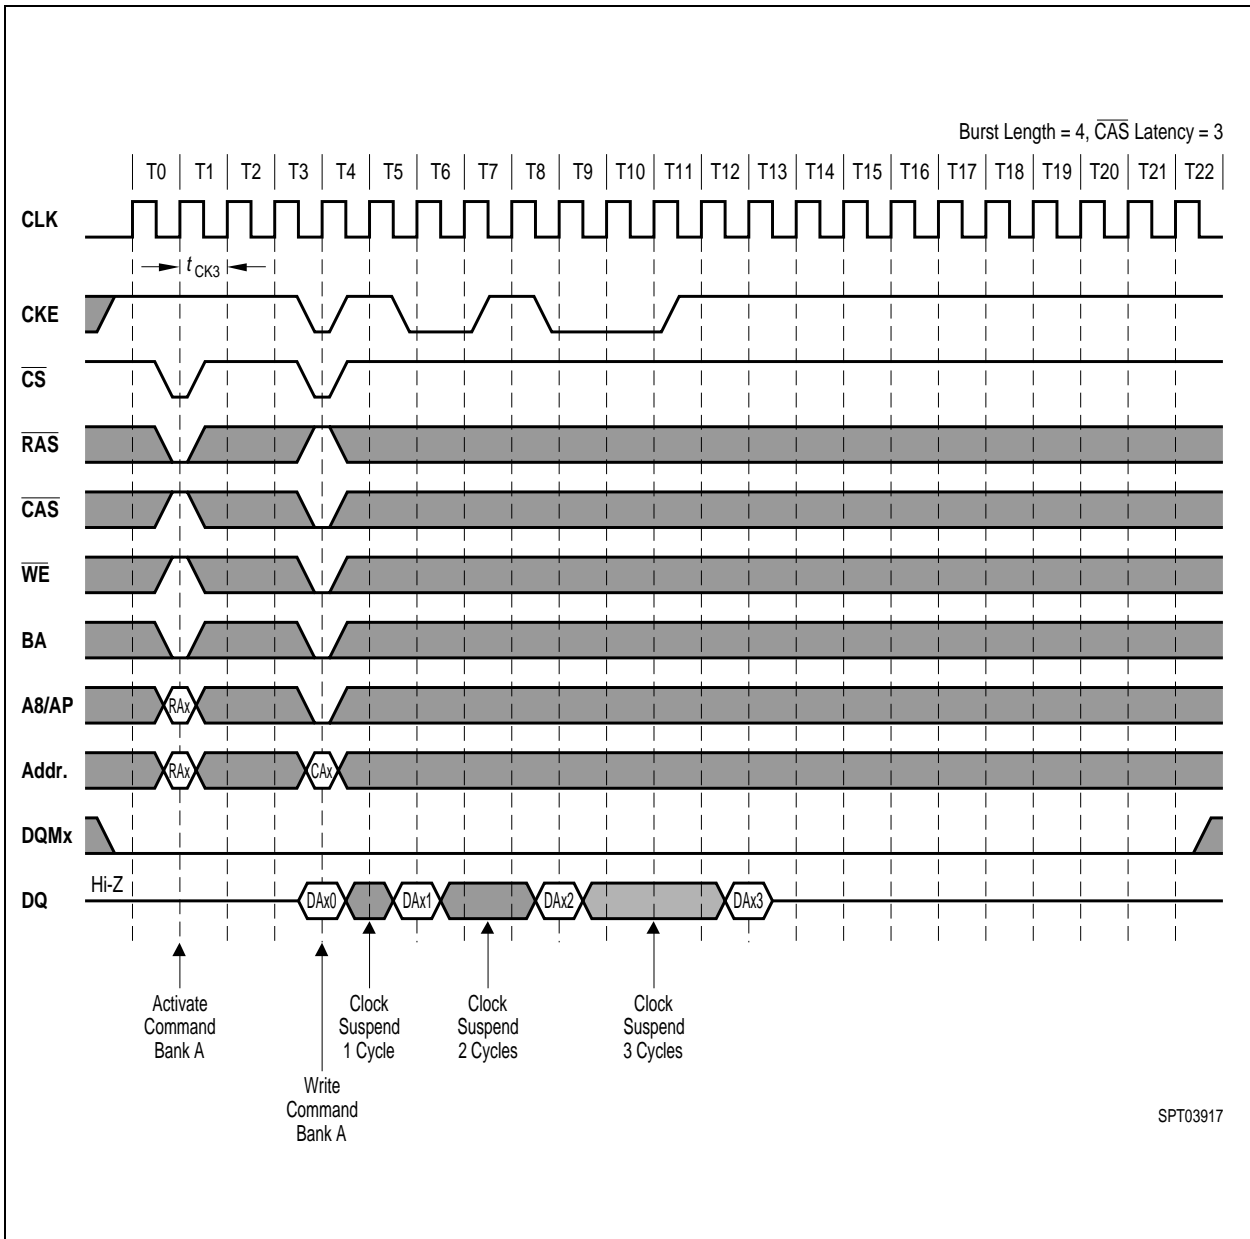 Burst Length = 4, CAS Latency = 3
T0 T1 T2 T3 T4 T5 T6 T7 T8 T9 T10 T11 T12 T13 T14 T15 T16 T17 T18 T19 T20 T21 T22
CLK
t CK3
CKE
CS
RAS
CAS
WE
BA
A8/AP RAx
Addr. RAx CAx
DQMx
DQ Hi-Z DAx0 DAx1 DAx2 DAx3
Activate
Command
Bank A
Write
Command
Bank A
Clock
Suspend
1 Cycle
Clock
Suspend
2 Cycles
Clock
Suspend
3 Cycles
SPT03917